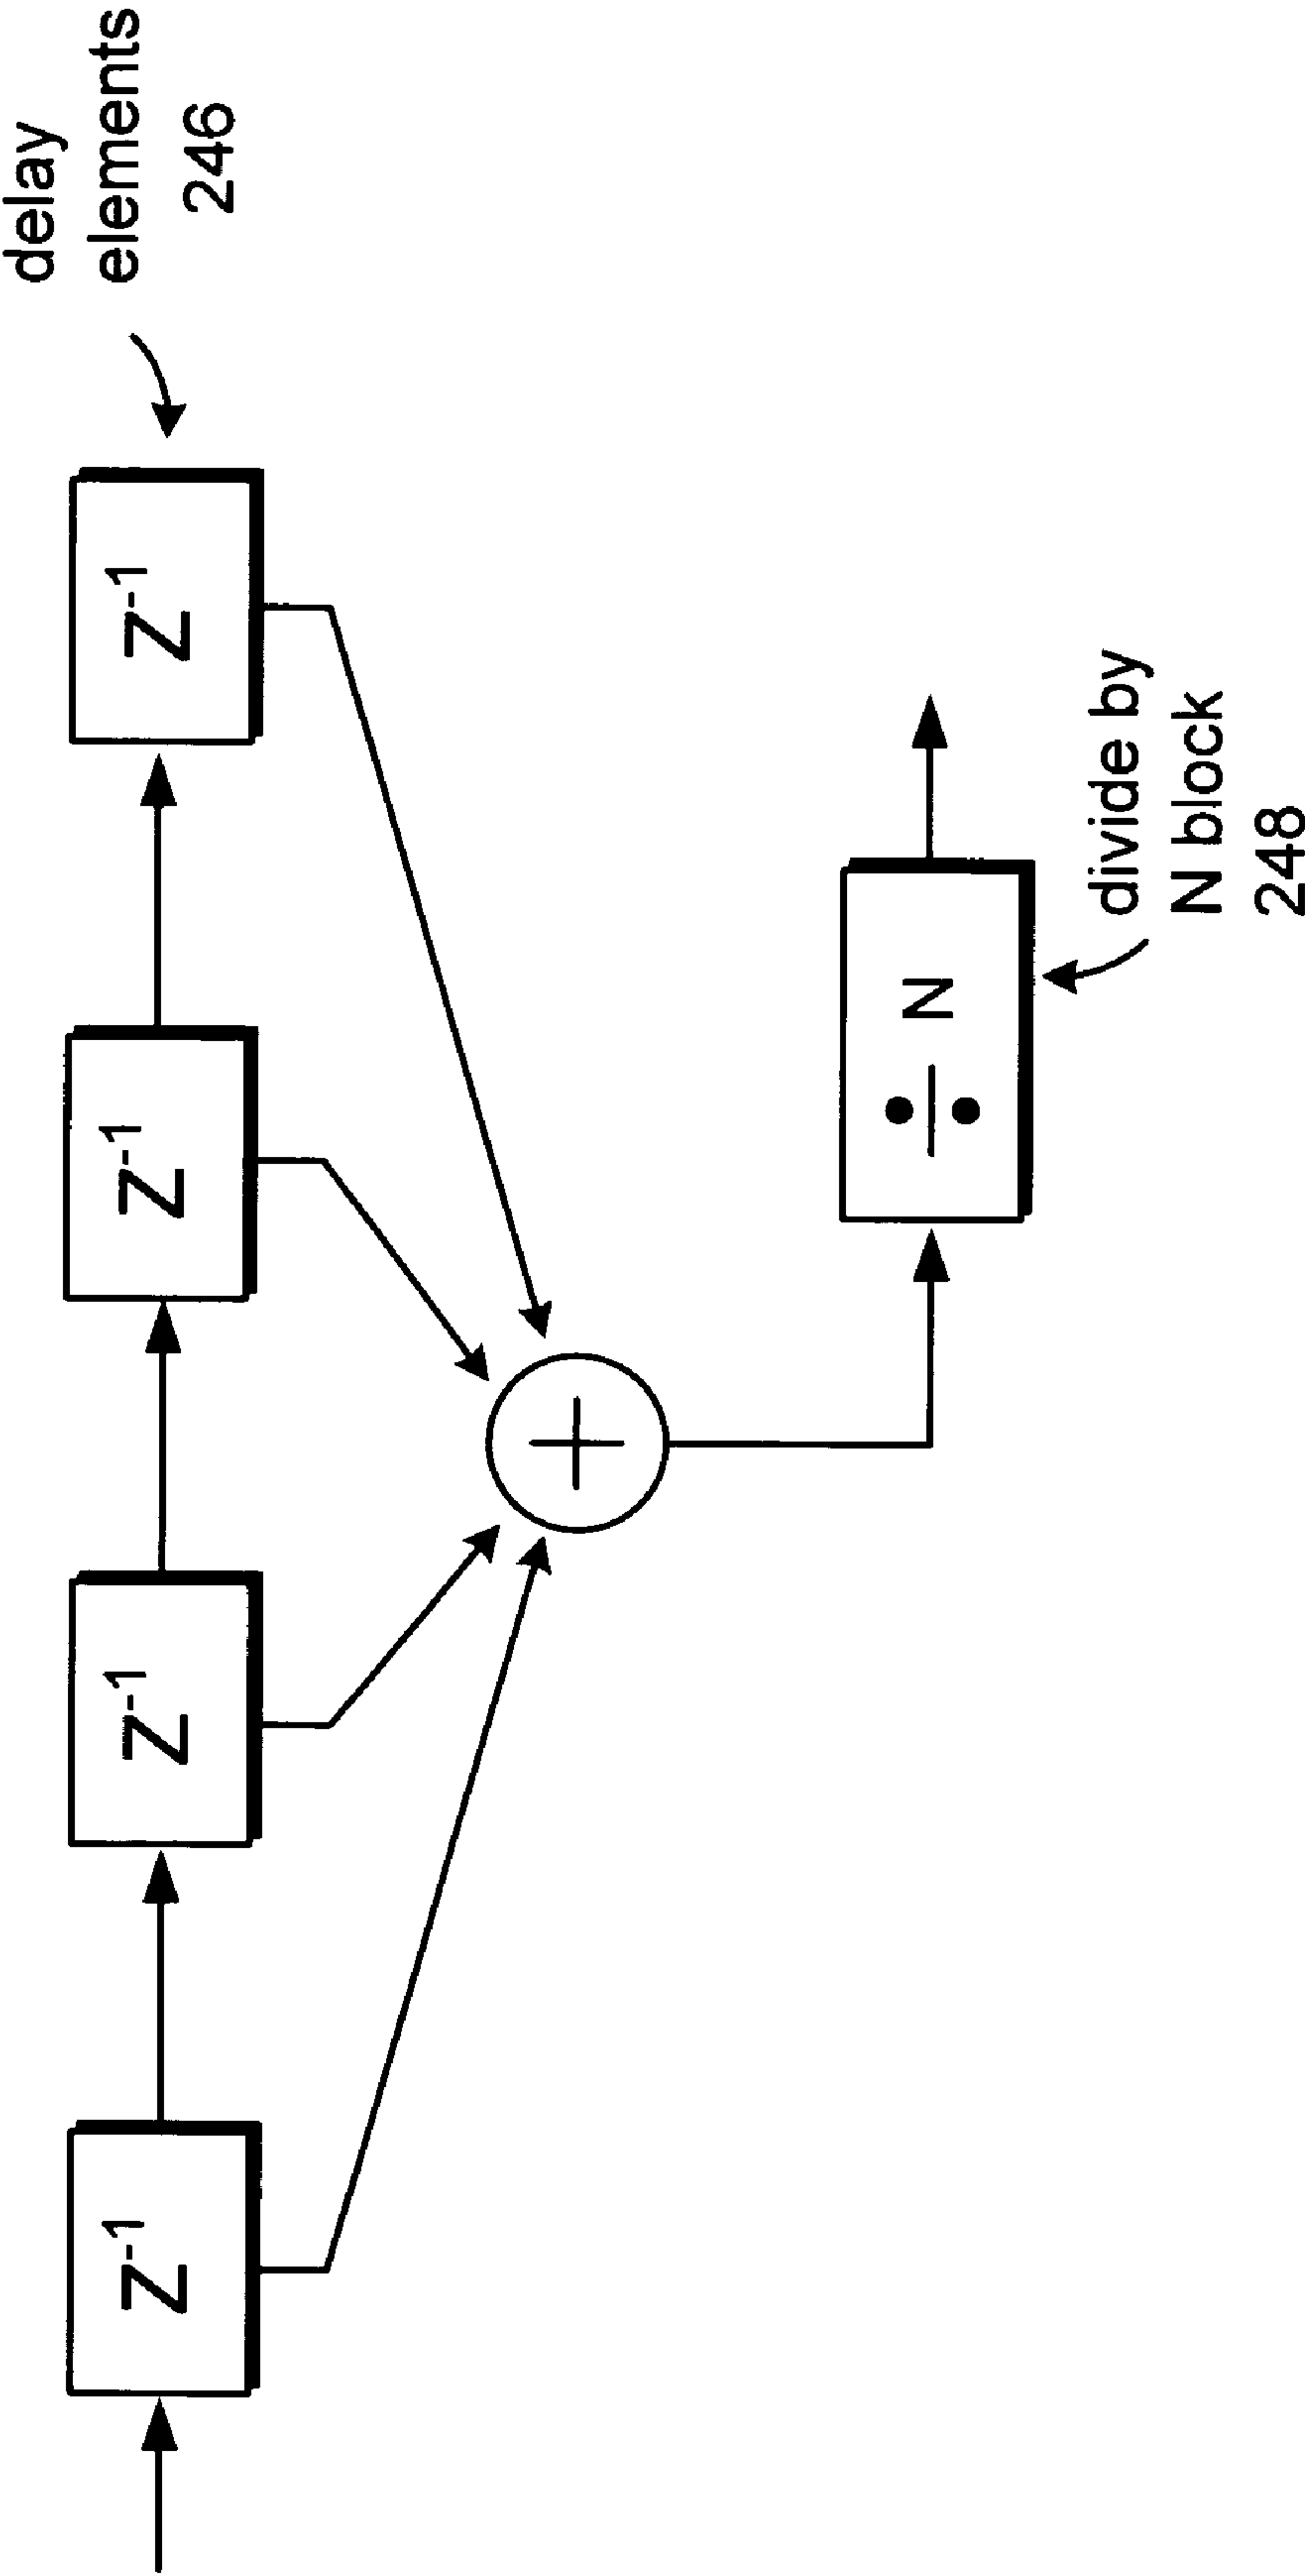 delay
elements
246
Z-1
Z-1
Z-1
Z-1
+
÷ N
divide by
N block
248